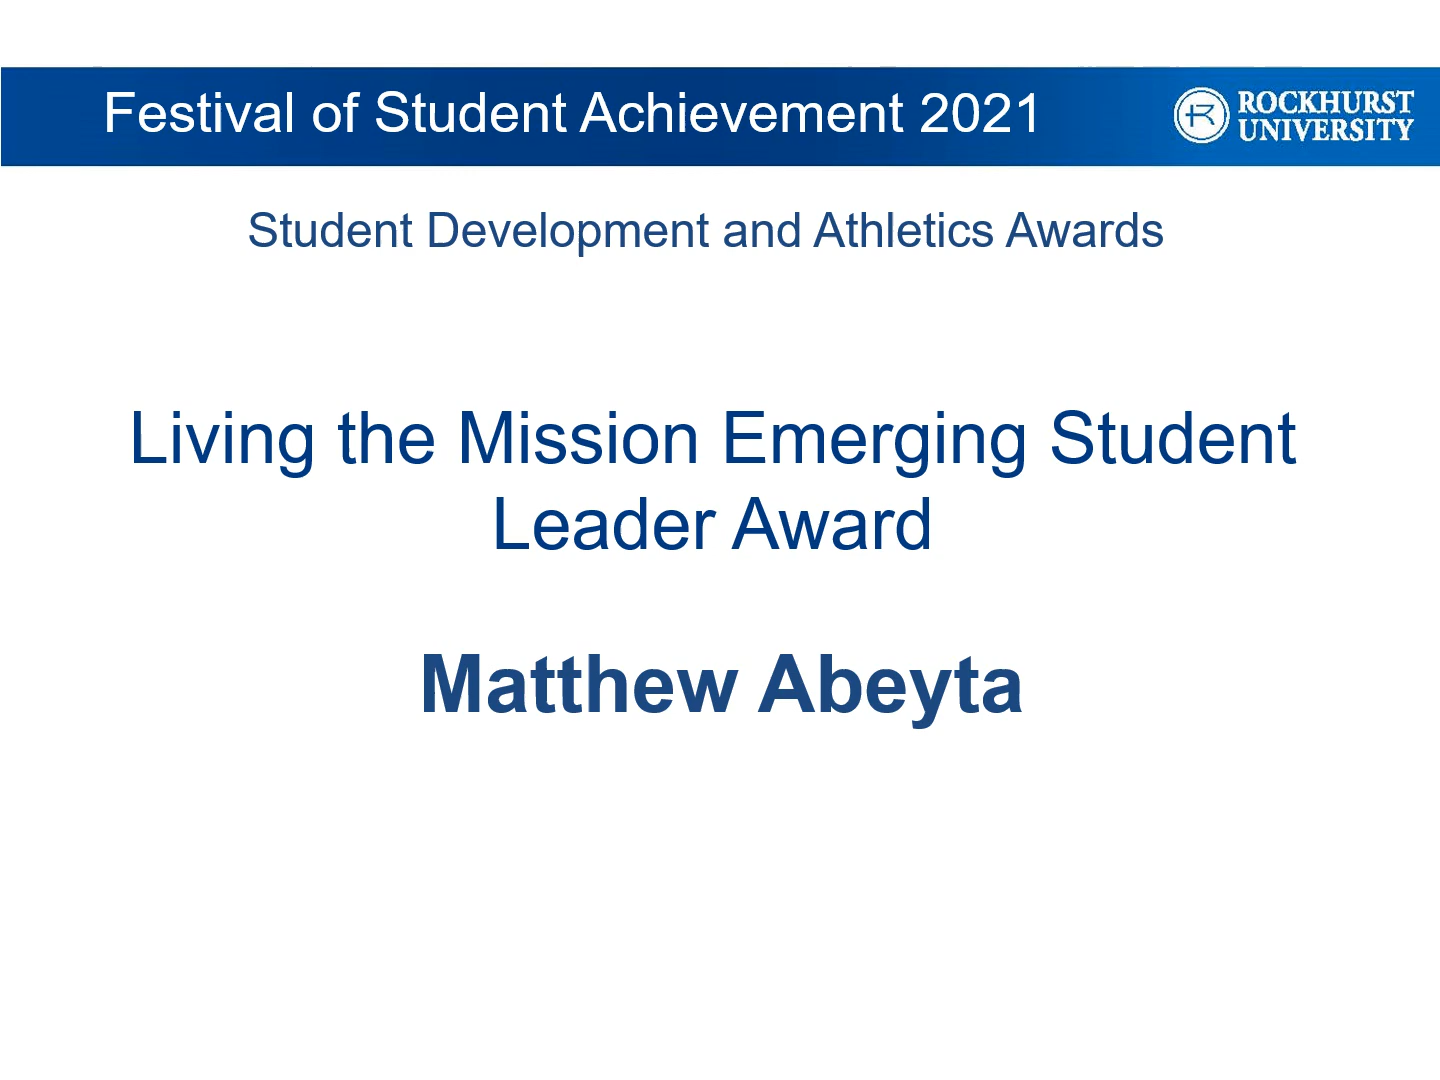 Festival of Student Achievement 2021
ROCKHURST
UNIVERSITY
Student Development and Athletics Awards
Living the Mission Emerging Student
Leader Award
Matthew Abeyta